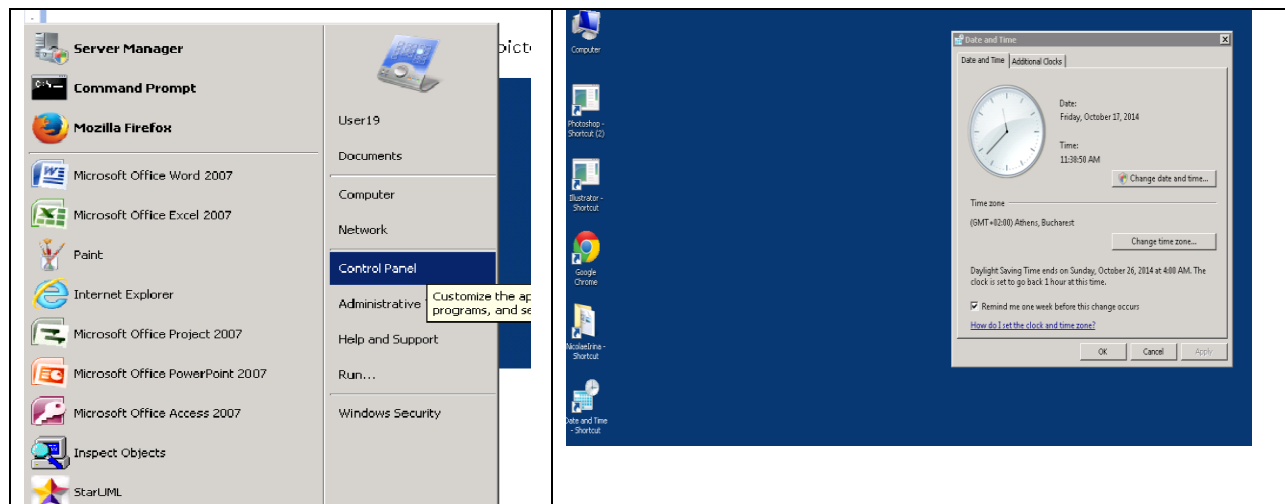 Server Manager
Command Prompt
Mozilla Firefox
Microsoft Office Word 2007
Microsoft Office Excel 2007
Paint
Internet Explorer
Microsoft Office Project 2007
Microsoft Office PowerPoint 2007
Microsoft Office Access 2007
Inspect Objects
StarUML
User19
Documents
Computer
Network
Control Panel
Administrative
Customize the
programs, and
Help and Support
Run...
Windows Security
Computer
Photoshop -
Shortcut (2)
Illustrator -
Shortcut
Google
Chrome
NicolaeIrina -
Shortcut
Date and Time
- Shortcut
Date and Time
Date and Time
Additional Clocks
Date:
Friday, October 17, 2014
Time:
11:38:50 AM
Change date and time...
Time zone
(GMT+02:00) Athens, Bucharest
Change time zone...
Daylight Saving Time ends on Sunday, October 26, 2014 at 4:00 AM. The
clock is set to go back 1 hour at this time.
Remind me one week before this change occurs
How do I set the clock and time zone?
OK
Cancel
Apply